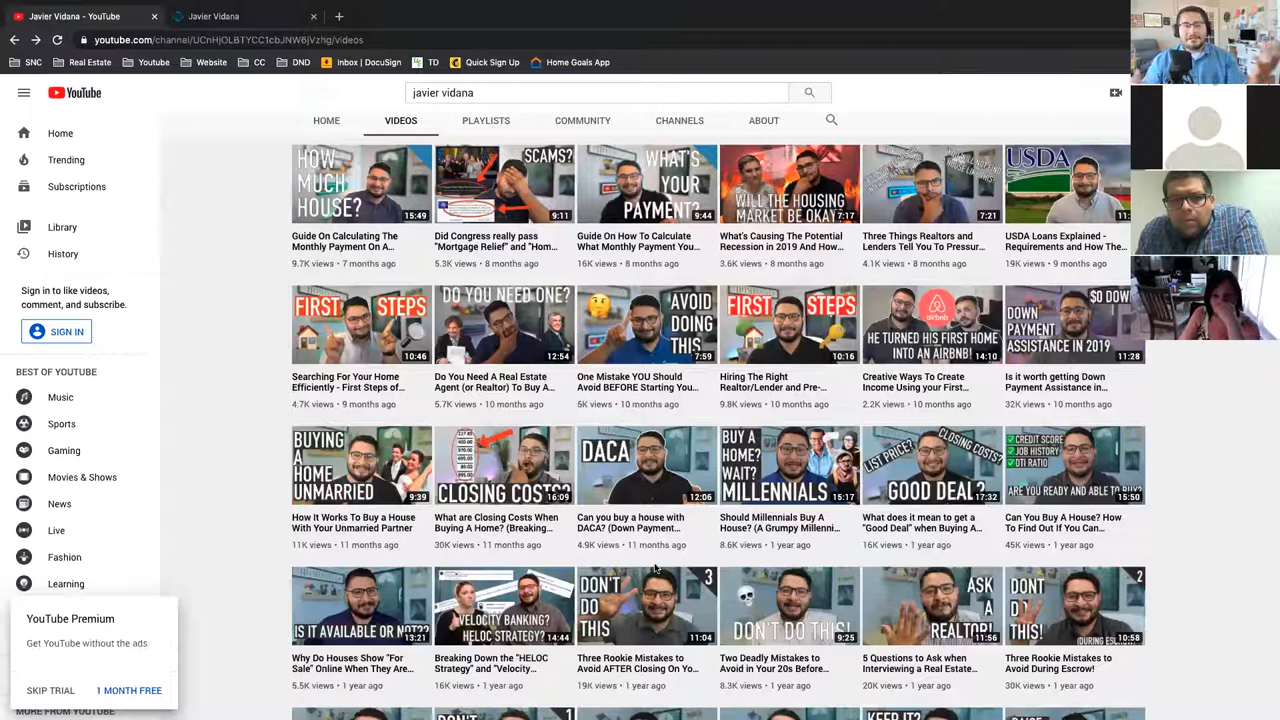 Javier Vidana - YouTube
Javier Vidana
youtube.com/channel/UCnHjOLBTYCC1cbJNW6jVzhg/videos
SNC Real Estate Youtube Website CC DND Inbox | DocuSign TD Quick Sign Up Home Goals App
YouTube
javier vidana
HOME VIDEOS PLAYLISTS COMMUNITY CHANNELS ABOUT
Home
Trending
Subscriptions
Library
History
Sign in to like videos,
comment, and subscribe.
SIGN IN
BEST OF YOUTUBE
Music
Sports
Gaming
Movies & Shows
News
Live
Fashion
Learning
YouTube Premium
Get YouTube without the ads
SKIP TRIAL 1 MONTH FREE
MORE FROM YOUTUBE
HOW
MUCH
HOUSE?
15:49
Guide On Calculating The
Monthly Payment On A...
9.7K views • 7 months ago
SCAMS?
9:11
Did Congress really pass
"Mortgage Relief" and "Hom...
5.3K views • 8 months ago
WHAT'S
YOUR
PAYMENT?
9:44
Guide On How To Calculate
What Monthly Payment You...
16K views • 8 months ago
WILL THE HOUSING
MARKET BE OKAY?
7:17
What's Causing The Potential
Recession in 2019 And How...
3.6K views • 8 months ago
7:21
Three Things Realtors and
Lenders Tell You To Pressur...
4.1K views • 8 months ago
USDA
11:
USDA Loans Explained -
Requirements and How The...
19K views • 9 months ago
FIRST STEPS
10:46
Searching For Your Home
Efficiently - First Steps of...
4.7K views • 9 months ago
DO YOU NEED ONE?
12:54
Do You Need A Real Estate
Agent (or Realtor) To Buy A...
5.7K views • 10 months ago
AVOID
DOING
THIS
7:59
One Mistake YOU Should
Avoid BEFORE Starting You...
5K views • 10 months ago
FIRST STEPS
10:16
Hiring The Right
Realtor/Lender and Pre-...
9.8K views • 10 months ago
airbnb
HE TURNED HIS FIRST HOME
INTO AN AIRBNB!
14:10
Creative Ways To Create
Income Using your First...
2.2K views • 10 months ago
$0 DOWN
DOWN
PAYMENT
ASSISTANCE IN 2019
11:28
Is it worth getting Down
Payment Assistance in...
32K views • 10 months ago
BUYING
A
HOME
UNMARRIED
9:39
How It Works To Buy a House
With Your Unmarried Partner
11K views • 11 months ago
CLOSING COSTS?
16:09
What are Closing Costs When
Buying A Home? (Breaking...
30K views • 11 months ago
DACA
12:06
Can you buy a house with
DACA? (Down Payment...
4.9K views • 11 months ago
BUY A
HOME?
WAIT?
MILLENNIALS
15:17
Should Millennials Buy A
House? (A Grumpy Millenni...
8.6K views • 1 year ago
LIST PRICE? CLOSING COSTS?
GOOD DEAL?
17:32
What does it mean to get a
"Good Deal" when Buying A...
16K views • 1 year ago
CREDIT SCORE
JOB HISTORY
DTI RATIO
ARE YOU READY AND ABLE TO BUY?
15:50
Can You Buy A House? How
To Find Out If You Can...
45K views • 1 year ago
IS IT AVAILABLE OR NOT?
13:21
Why Do Houses Show "For
Sale" Online When They Are...
5.5K views • 1 year ago
VELOCITY BANKING?
HELOC STRATEGY?
14:44
Breaking Down the "HELOC
Strategy" and "Velocity...
16K views • 1 year ago
DON'T
DO
THIS
3
11:04
Three Rookie Mistakes to
Avoid AFTER Closing On Yo...
19K views • 1 year ago
DON'T DO THIS!
9:25
Two Deadly Mistakes to
Avoid in Your 20s Before...
8.3K views • 1 year ago
ASK
A
REALTOR!
11:56
5 Questions to Ask when
Interviewing a Real Estate...
20K views • 1 year ago
DONT
DO
THIS
2
(DURING ESCROW)
10:58
Three Rookie Mistakes to
Avoid During Escrow!
30K views • 1 year ago